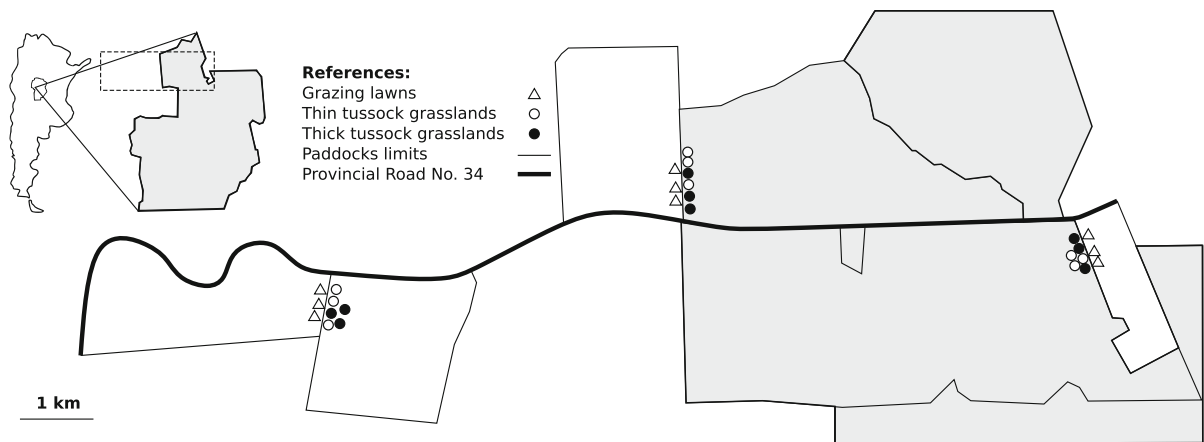 References:
Grazing lawns
Thin tussock grasslands
Thick tussock grasslands
Paddocks limits
Provincial Road No. 34
1 km